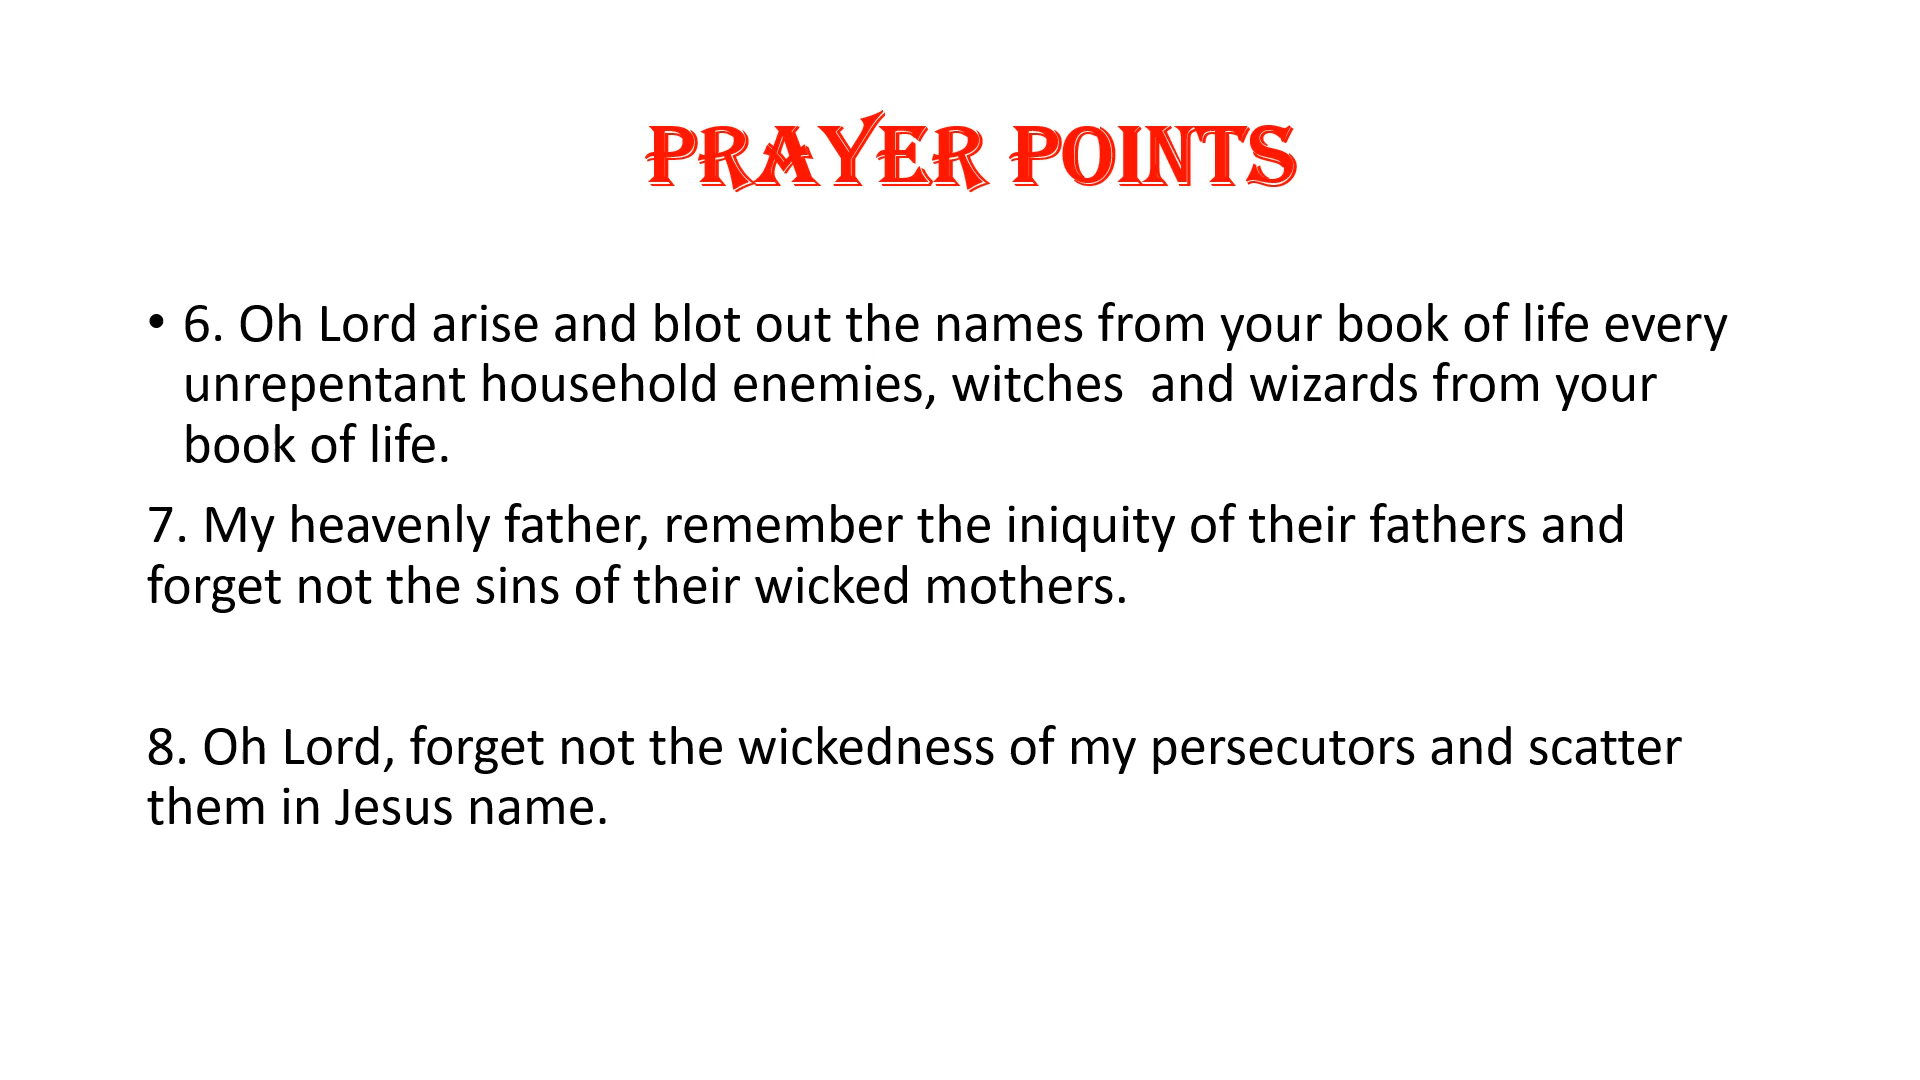 PRAYER POINTS
• 6. Oh Lord arise and blot out the names from your book of life every
unrepentant household enemies, witches  and wizards from your
book of life.
7. My heavenly father, remember the iniquity of their fathers and
forget not the sins of their wicked mothers.
8. Oh Lord, forget not the wickedness of my persecutors and scatter
them in Jesus name.